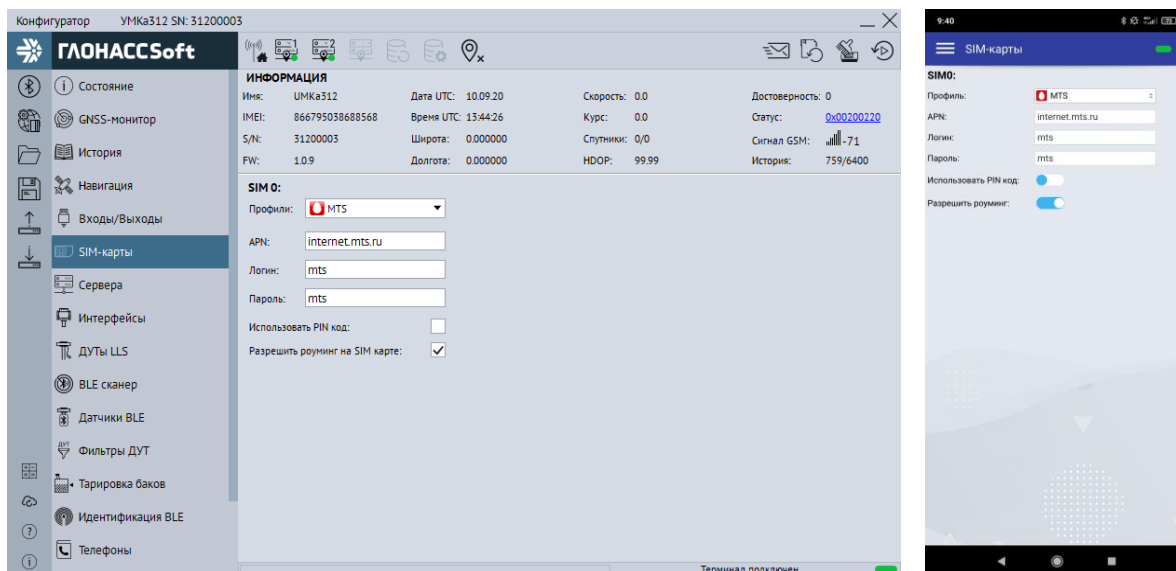 Конфигуратор УМКа312 SN: 31200003
ГЛОНАССSoft
ИНФОРМАЦИЯ
Имя: UMKa312 Дата UTC: 10.09.20 Скорость: 0.0 Достоверность: 0
IMEI: 866795038688568 Время UTC: 13:44:26 Курс: 0.0 Статус: 0x00200220
S/N: 31200003 Широта: 0.000000 Спутники: 0/0 Сигнал GSM: -71
FW: 1.0.9 Долгота: 0.000000 HDOP: 99.99 История: 759/6400
Состояние
GNSS-монитор
История
Навигация
Входы/Выходы
SIM-карты
Сервера
Интерфейсы
ДУТы LLS
BLE сканер
Датчики BLE
Фильтры ДУТ
Тарировка баков
Идентификация BLE
Телефоны
SIM 0:
Профили: MTS
APN: internet.mts.ru
Логин: mts
Пароль: mts
Использовать PIN код:
Разрешить роуминг на SIM карте:
Терминал подключен
9:40
SIM-карты
SIM0:
Профиль: MTS
APN: internet.mts.ru
Логин: mts
Пароль: mts
Использовать PIN код:
Разрешить роуминг: